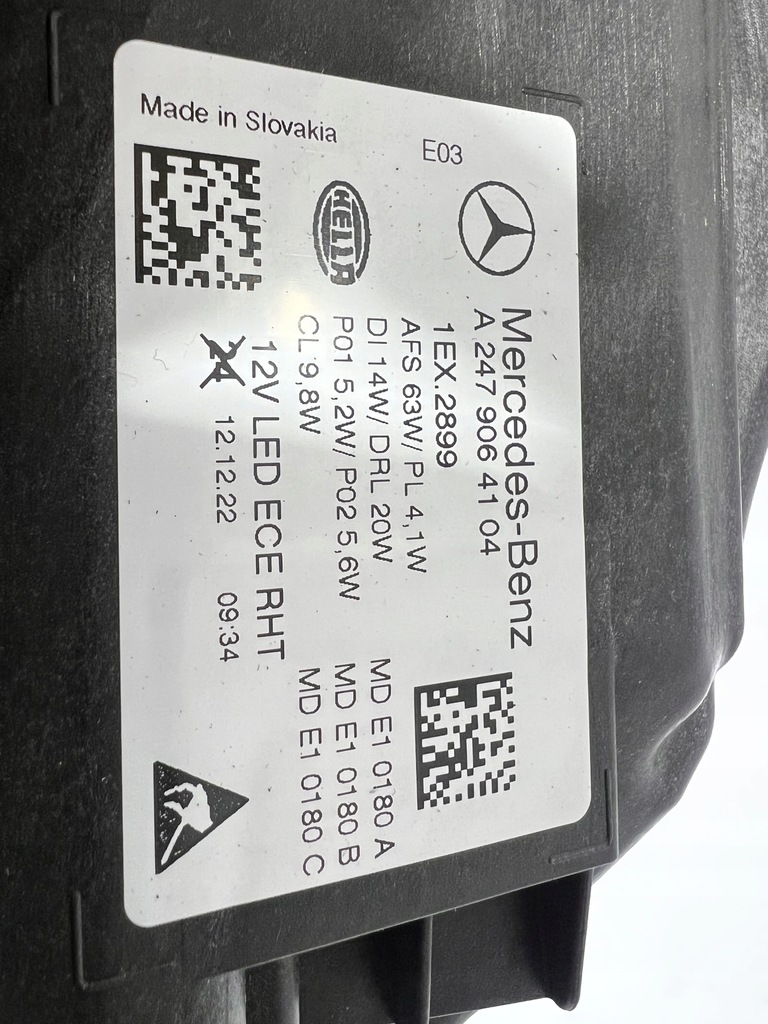 Made in Slovakia
E03
HELLA
Mercedes-Benz
A 247 906 41 04
1EX.2899
AFS 63W/ PL 4,1W
DI 14W/ DRL 20W
P01 5,2W/ P02 5,6W
CL 9,8W
MD E1 0180 A
MD E1 0180 B
MD E1 0180 C
12V LED ECE RHT
12.12.22 09:34